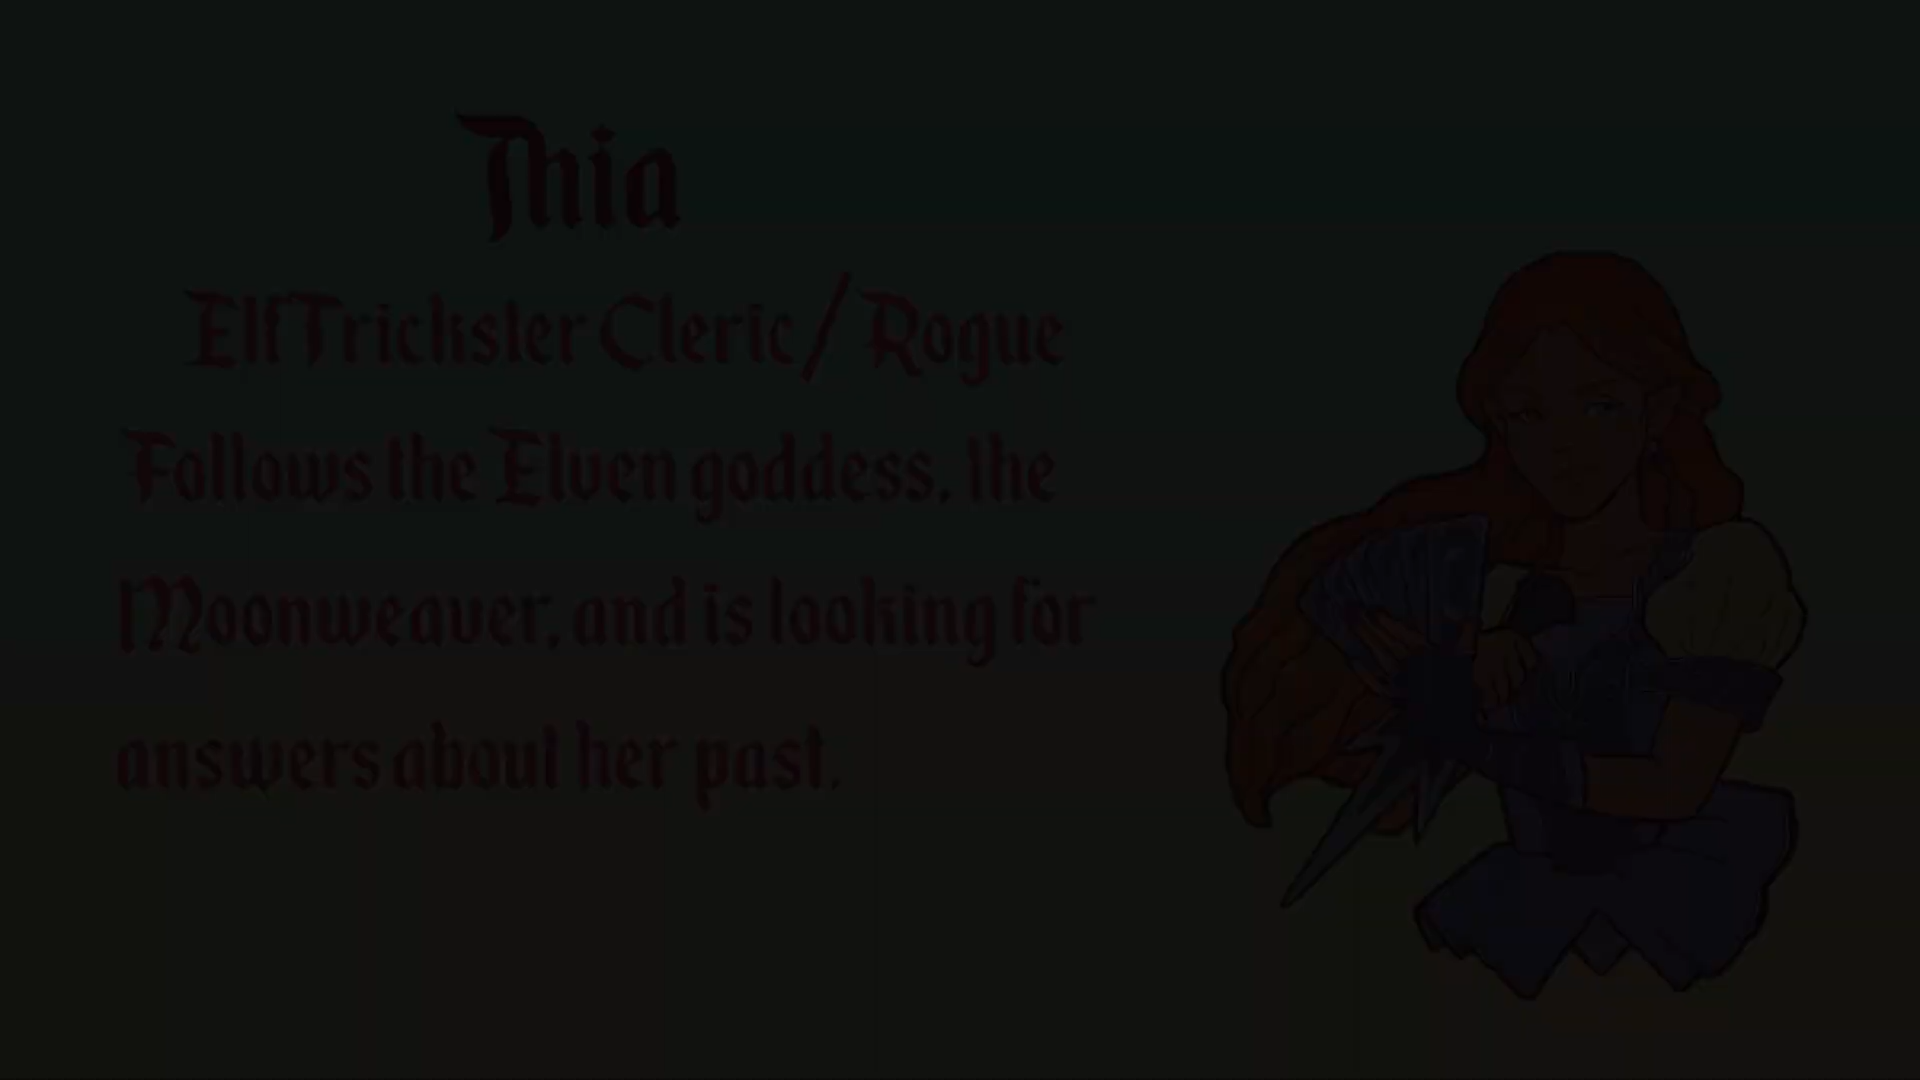 Thia
Elf Trickster Cleric/Rogue
Follows the Elven goddess, the
Moonweaver, and is looking for
answers about her past.